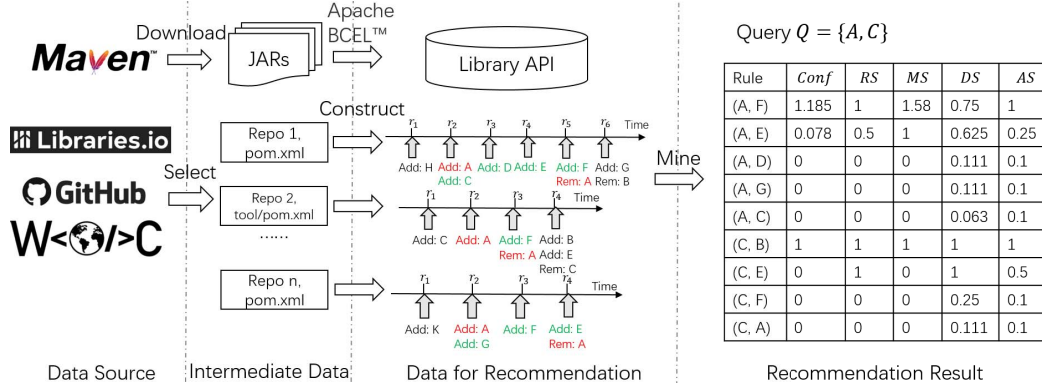 Maven™
Download
JARs
Apache
BCEL™
Library API
Libraries.io
GitHub
W</>C
Select
Repo 1,
pom.xml
Repo 2,
tool/pom.xml
......
Repo n,
pom.xml
Construct
r₁ r₂ r₃ r₄ r₅ r₆ Time
Add: H Add: A Add: D Add: E Add: F Add: G
Add: C Rem: A Rem: B
r₁ r₂ r₃ r₄ Time
Add: C Add: A Add: F Add: B
Rem: A Add: E
Rem: C
r₁ r₂ r₃ r₄ Time
Add: K Add: A Add: F Add: E
Add: G Rem: A
Mine
Query Q = {A, C}
Rule Conf RS MS DS AS
(A, F) 1.185 1 1.58 0.75 1
(A, E) 0.078 0.5 1 0.625 0.25
(A, D) 0 0 0 0.111 0.1
(A, G) 0 0 0 0.111 0.1
(A, C) 0 0 0 0.063 0.1
(C, B) 1 1 1 1 1
(C, E) 0 1 0 1 0.5
(C, F) 0 0 0 0.25 0.1
(C, A) 0 0 0 0.111 0.1
Data Source
Intermediate Data
Data for Recommendation
Recommendation Result